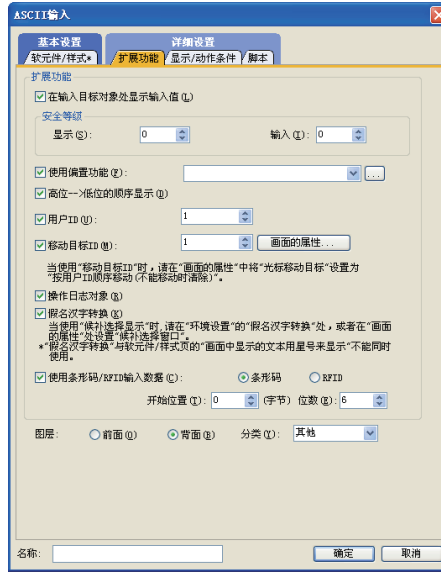 ASCII输入
基本设置
详细设置
软元件/样式*
扩展功能
显示/动作条件
脚本
扩展功能
在输入目标对象处显示输入值(L)
安全等级
显示(S): 0
输入(I): 0
使用偏置功能(F):
...
高位-->低位的顺序显示(D)
用户ID(U): 1
移动目标ID(M): 1
画面的属性...
当使用"移动目标ID"时，请在"画面的属性"中将"光标移动目标"设置为
"按用户ID顺序移动(不能移动时清除)"。
操作日志对象(K)
假名汉字转换(X)
当使用"候补选择显示"时，请在"环境设置"的"假名汉字转换"处，或者在"画面
的属性"处设置"候补选择窗口"。
*"假名汉字转换"与软元件/样式页的"画面中显示的文本用星号来显示"不能同时
使用。
使用条形码/RFID输入数据(C):
条形码
RFID
开始位置(T): 0 (字节) 位数(E): 6
图层:
前面(Q)
背面(B)
分类(Y): 其他
名称:
确定
取消